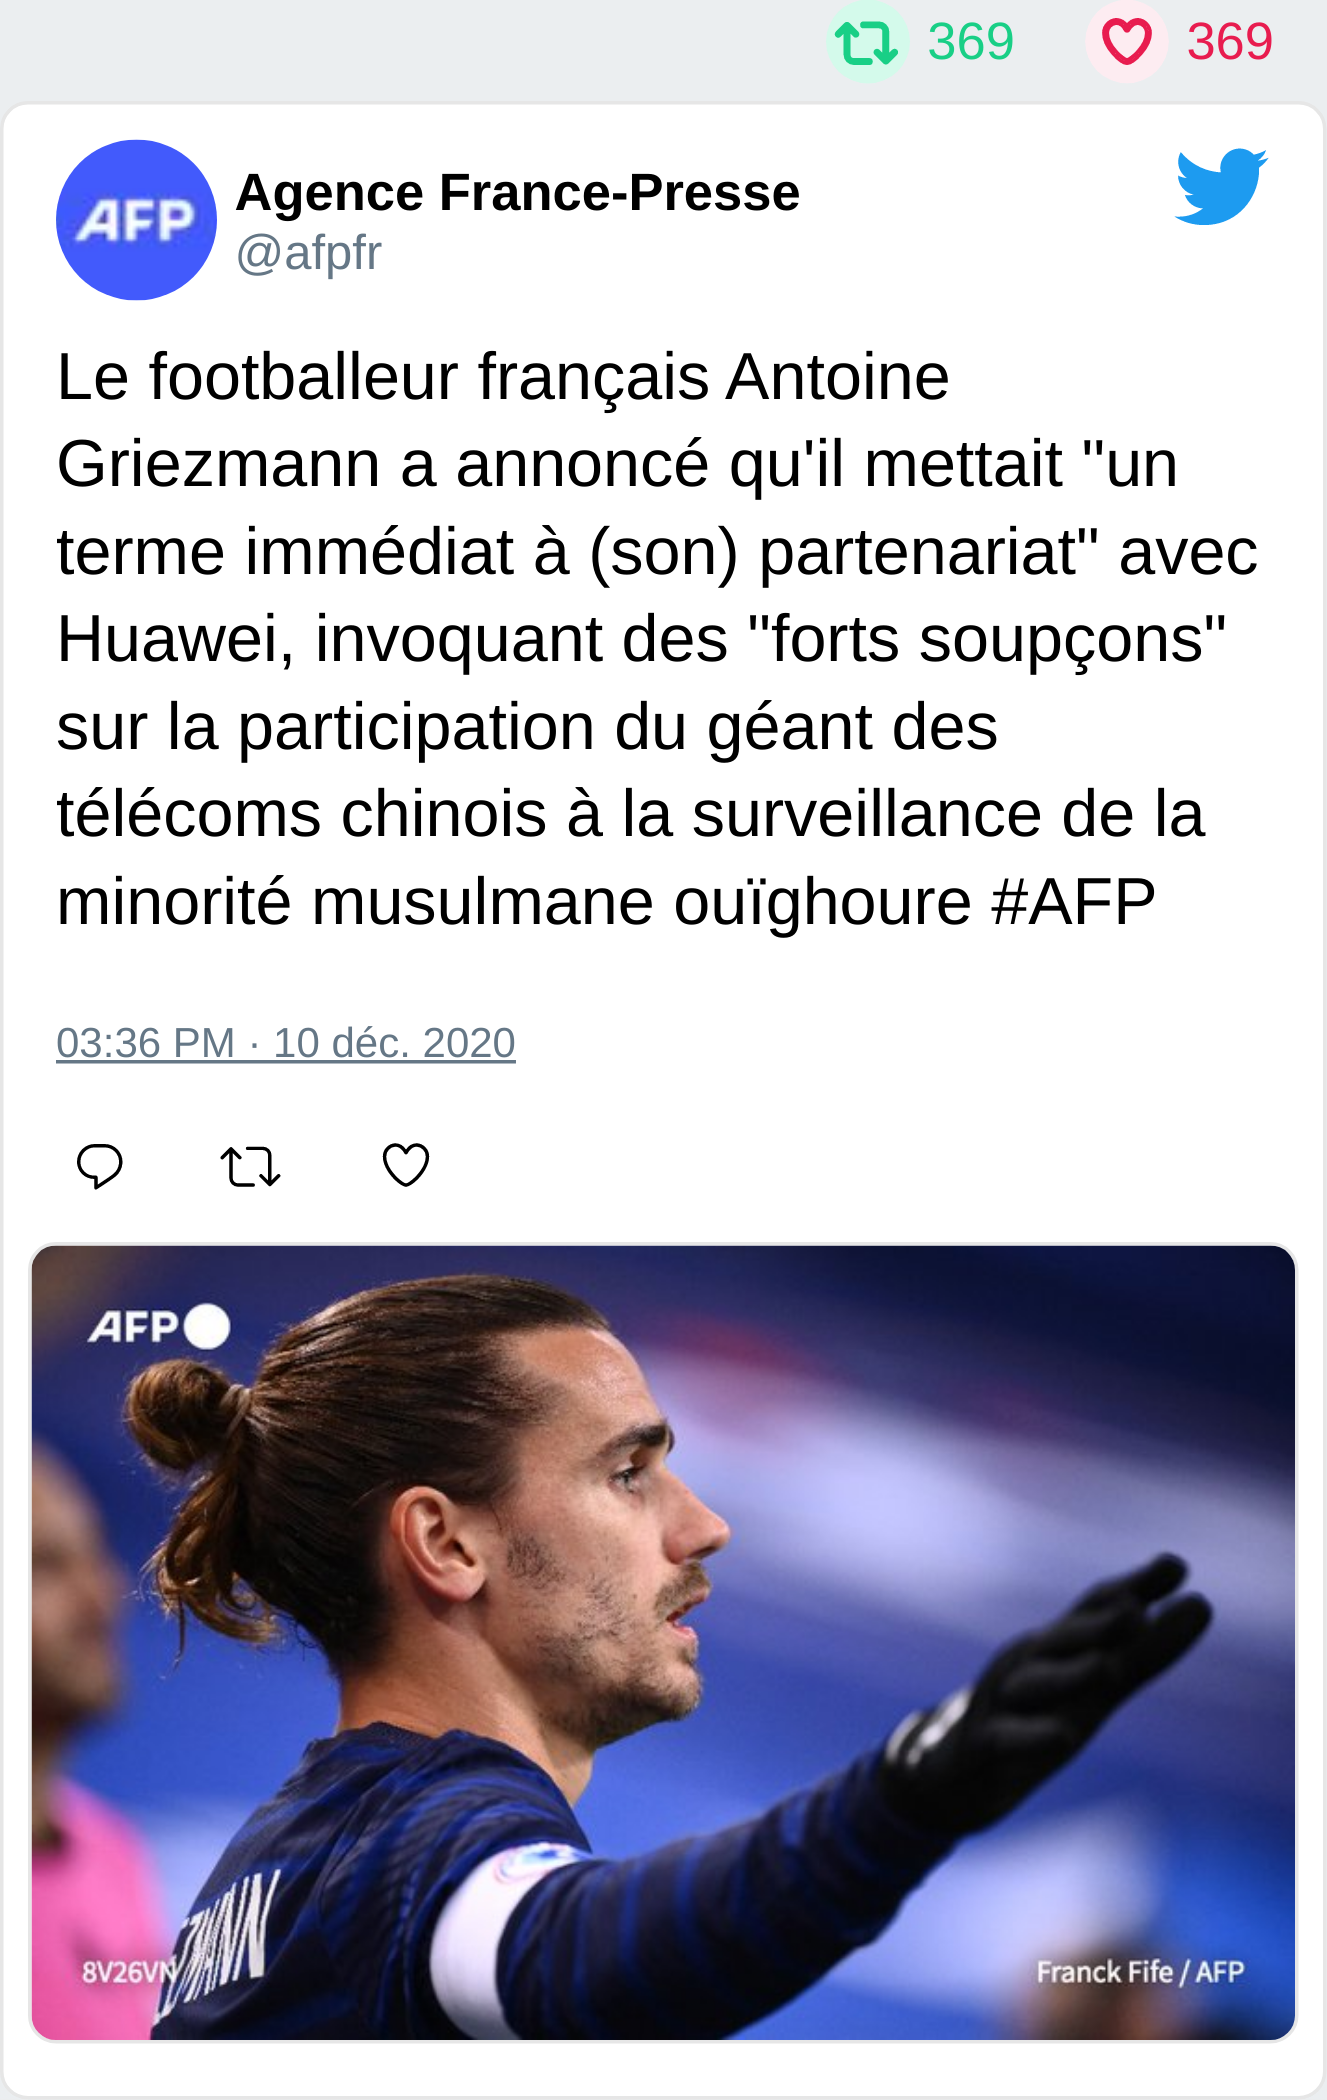 369 369
AFP
Agence France-Presse
@afpfr
Le footballeur français Antoine
Griezmann a annoncé qu'il mettait "un
terme immédiat à (son) partenariat" avec
Huawei, invoquant des "forts soupçons"
sur la participation du géant des
télécoms chinois à la surveillance de la
minorité musulmane ouïghoure #AFP
03:36 PM · 10 déc. 2020
AFP
8V26VN
Franck Fife / AFP